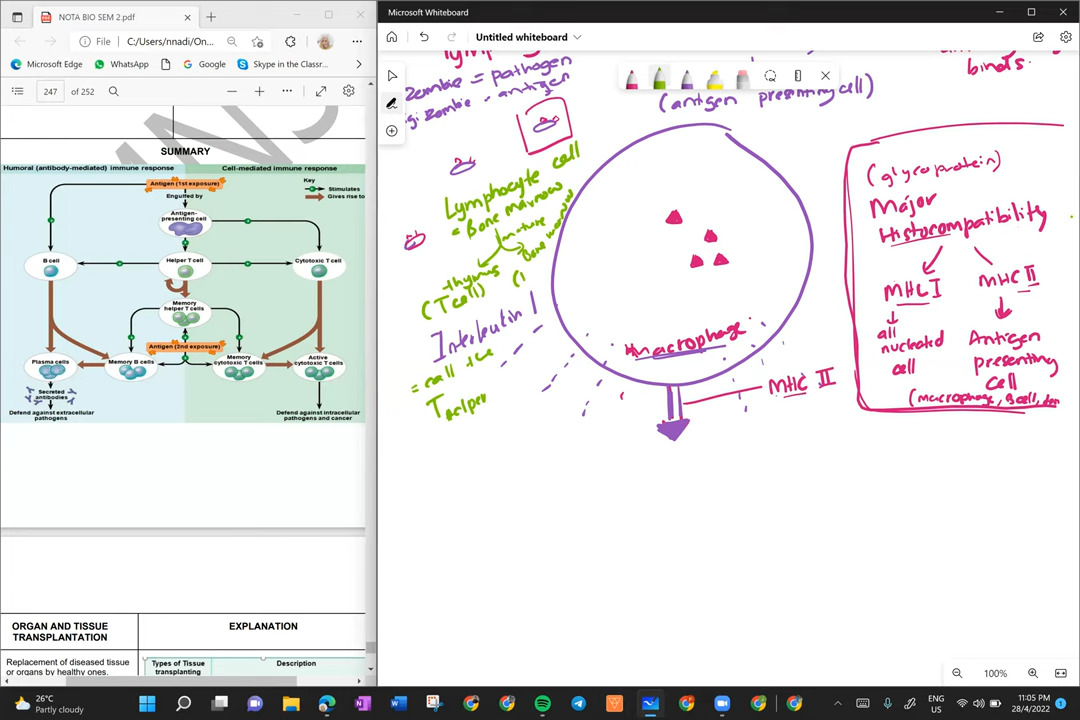 NOTA BIO SEM 2.pdf
File
C:/Users/nnadi/On...
Microsoft Edge
WhatsApp
Google
Skype in the Classr...
247 of 252
SUMMARY
Humoral (antibody-mediated) immune response
Cell-mediated immune response
Antigen (1st exposure)
Key
Stimulates
Gives rise to
Engulfed by
Antigen-
presenting cell
B cell
Helper T cell
Cytotoxic T cell
Memory
helper T cells
Antigen (2nd exposure)
Plasma cells
Memory B cells
Memory
cytotoxic T cells
Active
cytotoxic T cells
Secreted
antibodies
Defend against extracellular
pathogens
Defend against intracellular
pathogens and cancer
ORGAN AND TISSUE
TRANSPLANTATION
EXPLANATION
Replacement of diseased tissue
or organs by healthy ones.
Types of Tissue
transplanting
Description
Microsoft Whiteboard
Untitled whiteboard
zombie = pathogen
gigi zombie = antigen
(antigen presenting cell)
binds.
Lymphocyte cell
= Bone marrow
mature
Bone marrow
thymus
(T cell)
Interleukin 1
= call the
T helper
macrophage
MHC II
(glycoprotein)
Major
Histocompatibility
MHC I
MHC II
all
nucleated
cell
Antigen
presenting
cell
(macrophage, B cell, den
100%
26°C
Partly cloudy
ENG
US
11:05 PM
28/4/2022